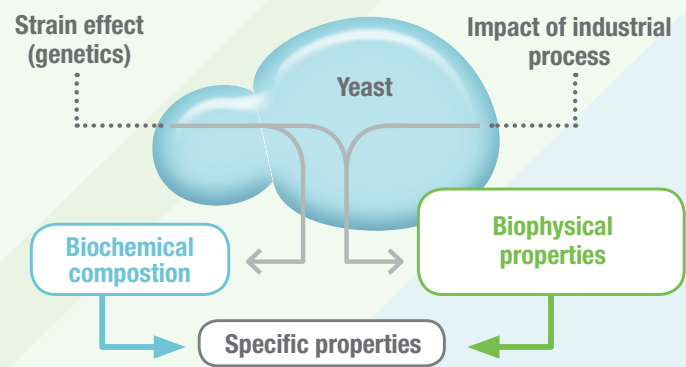 Strain effect
(genetics)
Impact of industrial
process
Yeast
Biochemical
compostion
Biophysical
properties
Specific properties